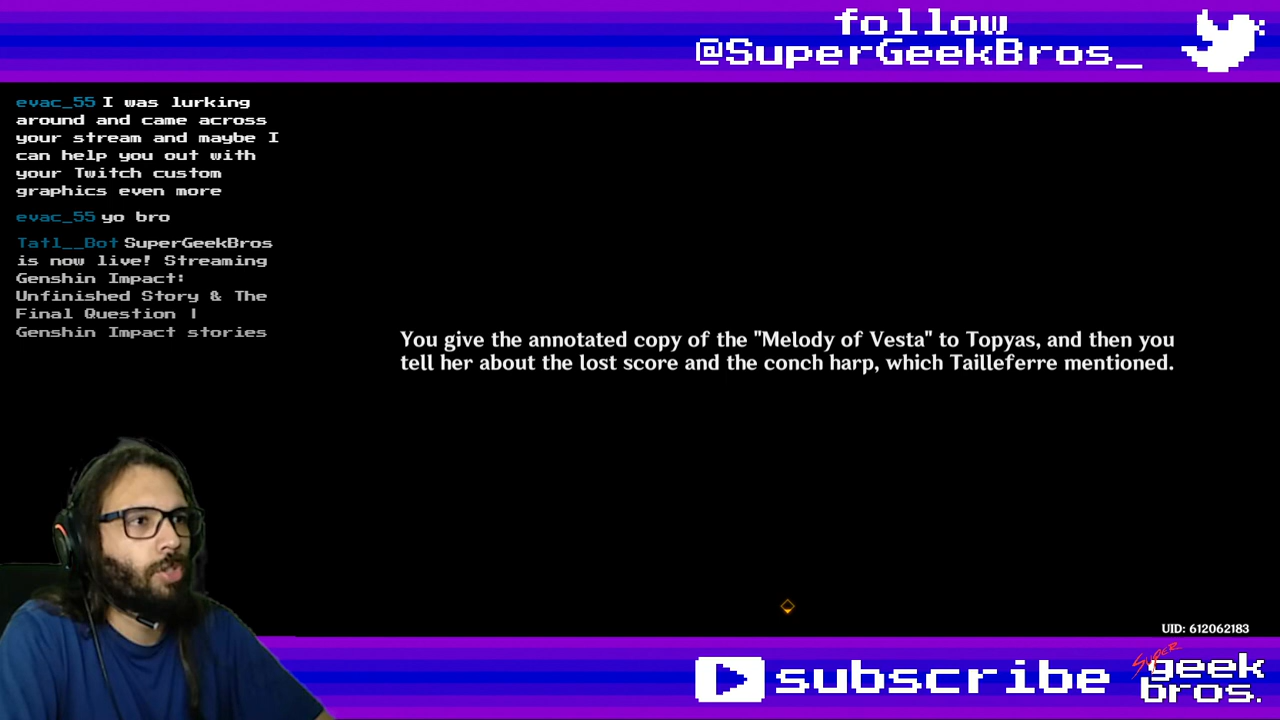 follow
@SuperGeekBros_
evac_55 I was lurking
around and came across
your stream and maybe I
can help you out with
your Twitch custom
graphics even more
evac_55 yo bro
Tatl__Bot SuperGeekBros
is now live! Streaming
Genshin Impact:
Unfinished Story & The
Final Question |
Genshin Impact stories
You give the annotated copy of the "Melody of Vesta" to Topyas, and then you
tell her about the lost score and the conch harp, which Tailleferre mentioned.
UID: 612062183
subscribe
SUPER
geek
bros.